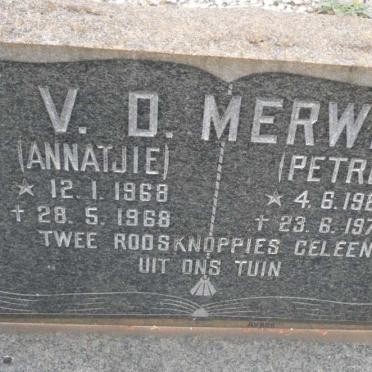 V. D. MERW
(ANNATJIE) (PETR
* 12.1.1968 * 4.6.196
† 28.5.1968 † 23.6.197
TWEE ROOSKNOPPIES GELEEN
UIT ONS TUIN